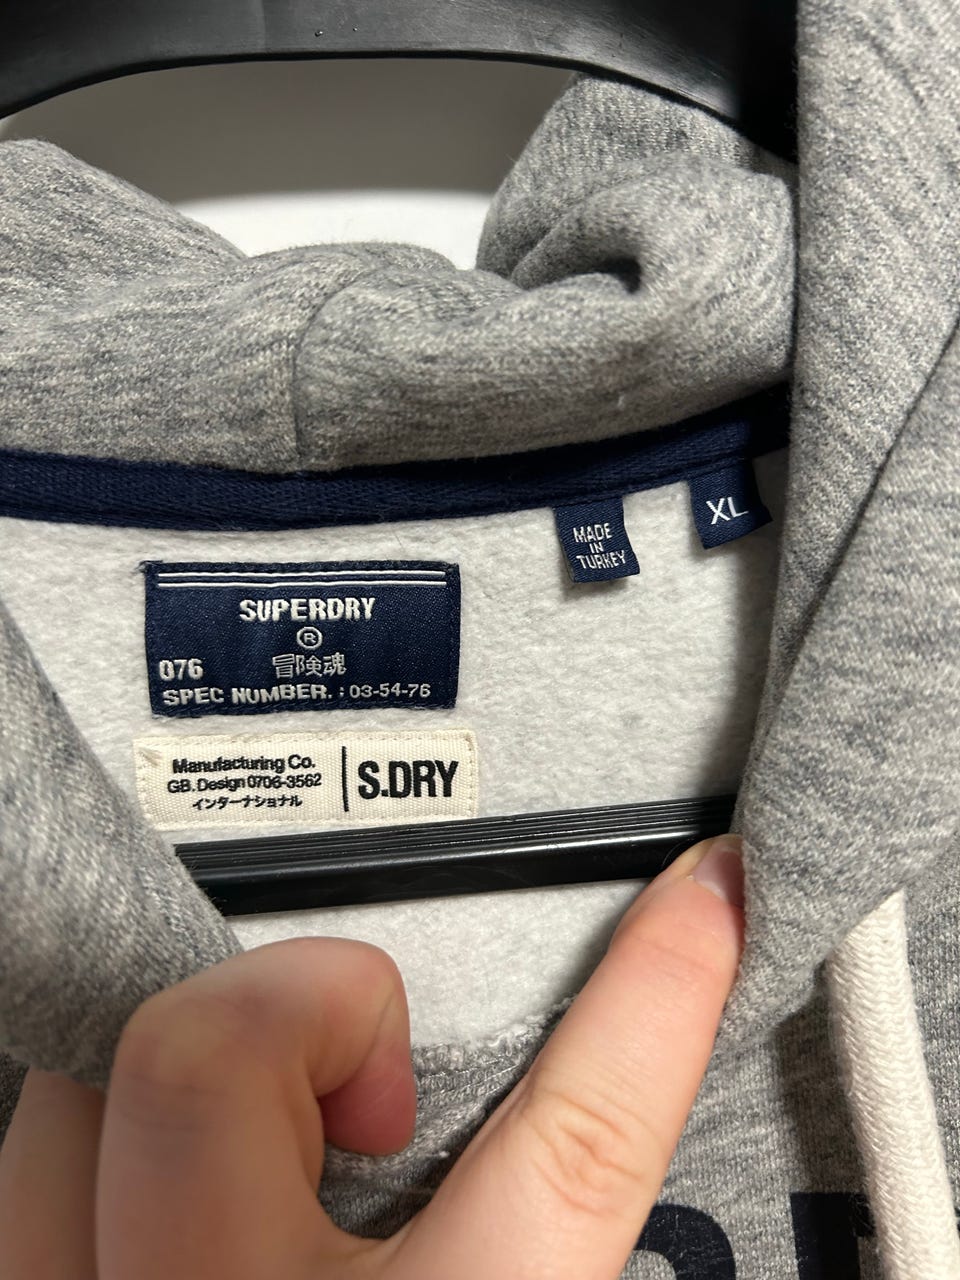 SUPERDRY
®
076 冒険魂
SPEC NUMBER. : 03-54-76
Manufacturing Co.
GB. Design 0706-3562
インターナショナル
S.DRY
MADE
IN
TURKEY
XL